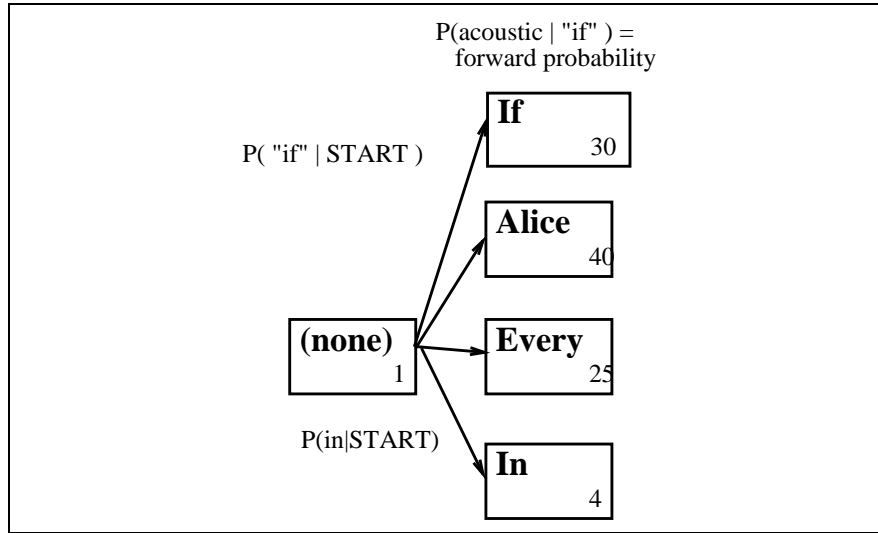 P(acoustic | "if" ) =
forward probability
If
30
P( "if" | START )
Alice
40
(none)
1
Every
25
P(in|START)
In
4